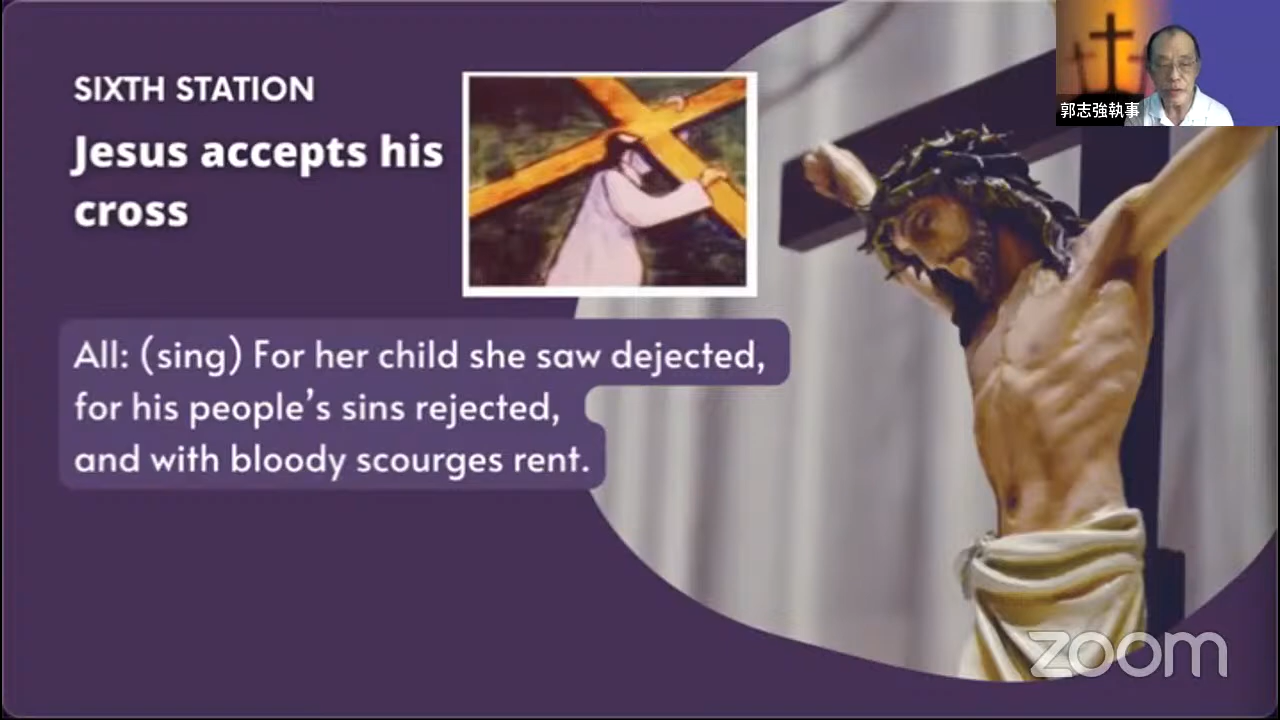 SIXTH STATION
Jesus accepts his
cross
All: (sing) For her child she saw dejected,
for his people’s sins rejected,
and with bloody scourges rent.
郭志強執事
zoom